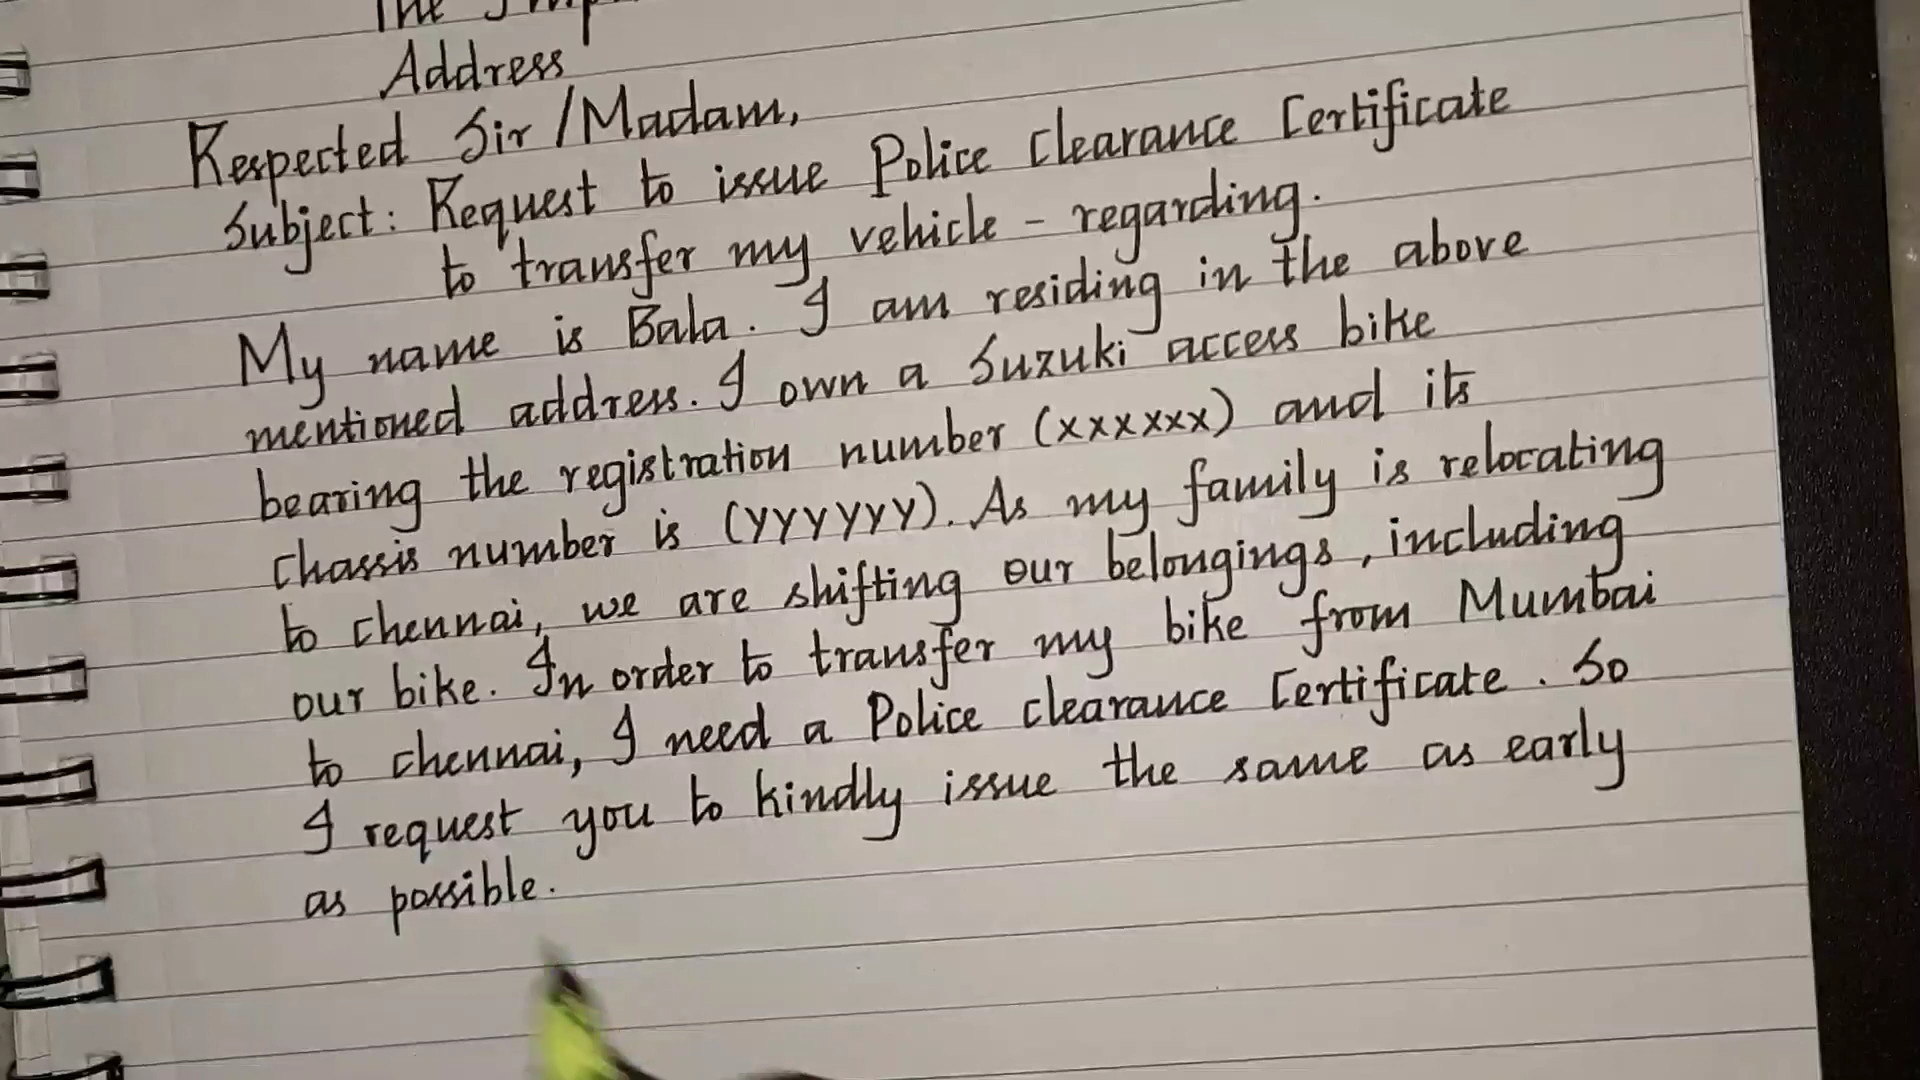 The
Address
Respected Sir/Madam,
Subject: Request to issue Police Clearance Certificate
to transfer my vehicle - regarding.
My name is Bala. I am residing in the above
mentioned address. I own a Suzuki access bike
bearing the registration number (xxxxxx) and its
chassis number is (YYYYYY). As my family is relocating
to chennai, we are shifting our belongings, including
our bike. In order to transfer my bike from Mumbai
to chennai, I need a Police clearance Certificate. So
I request you to kindly issue the same as early
as possible.